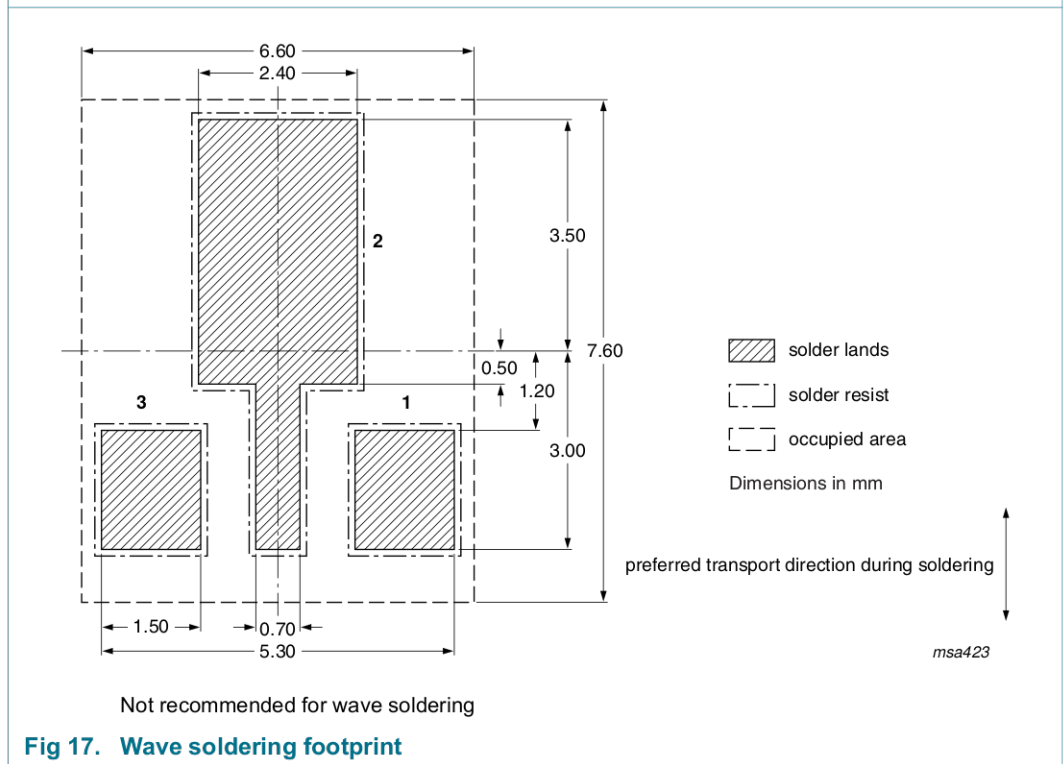 6.60
2.40
2
3.50
7.60
0.50
1.20
3
1
3.00
solder lands
solder resist
occupied area
Dimensions in mm
preferred transport direction during soldering
1.50
0.70
5.30
msa423
Not recommended for wave soldering
Fig 17. Wave soldering footprint